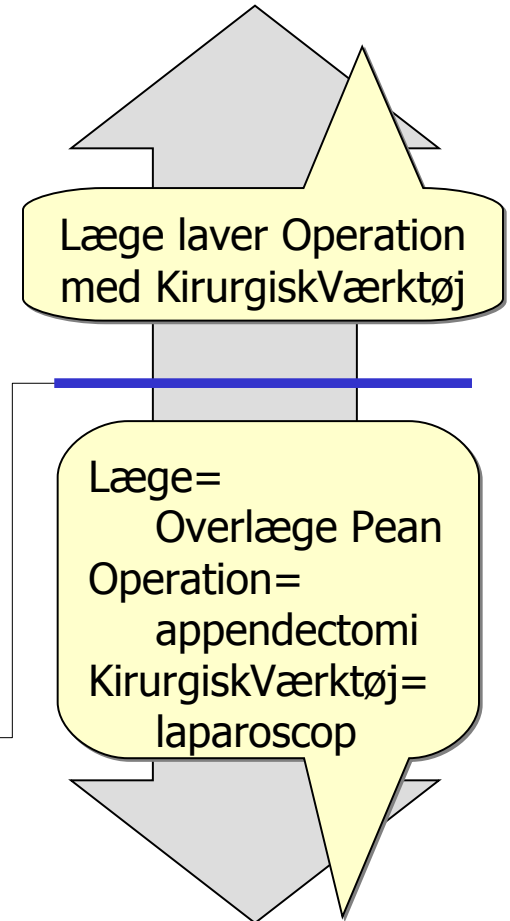 Læge laver Operation
med KirurgiskVærktøj
Læge=
Overlæge Pean
Operation=
appendectomi
KirurgiskVærktøj=
laparoscop